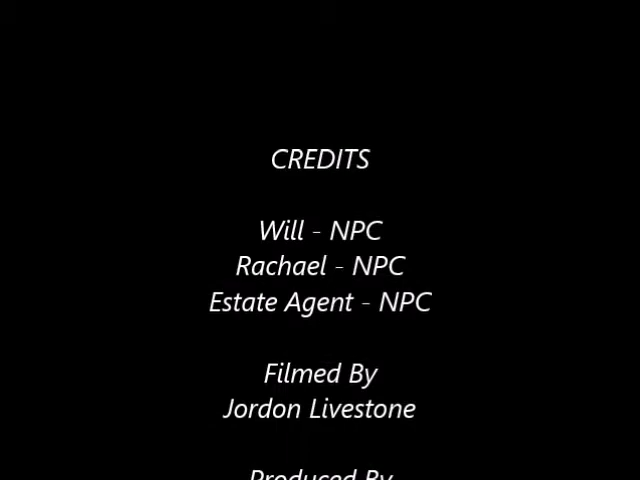 CREDITS
Will - NPC
Rachael - NPC
Estate Agent - NPC
Filmed By
Jordon Livestone
Produced By